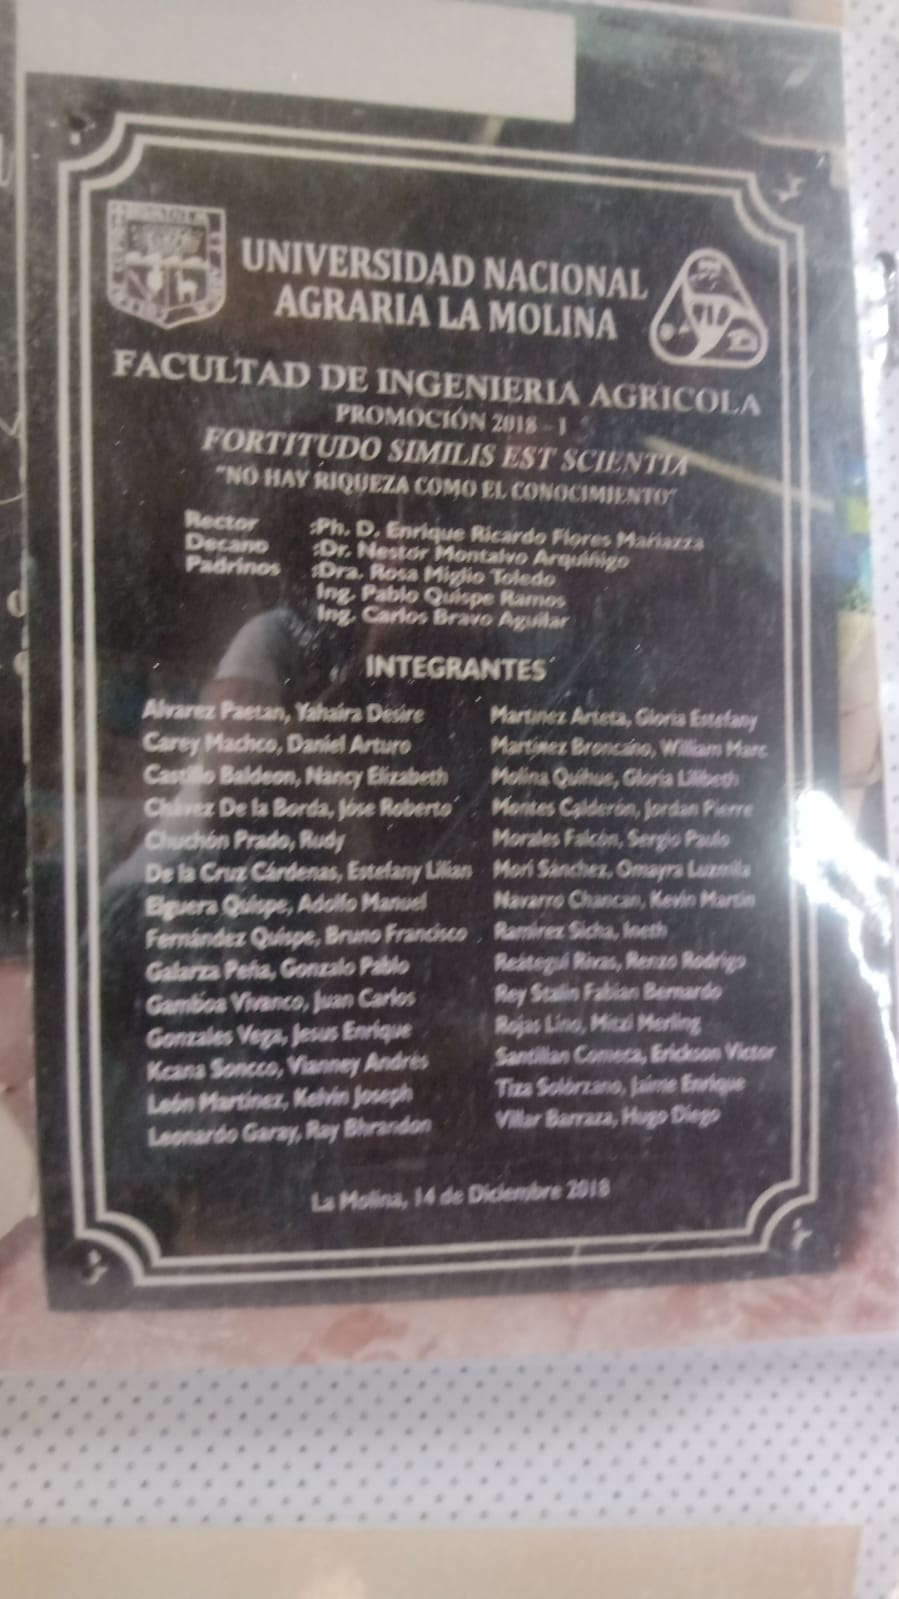 UNIVERSIDAD NACIONAL
AGRARIA LA MOLINA
FACULTAD DE INGENIERIA AGRICOLA
PROMOCIÓN 2018 - I
FORTITUDO SIMILIS EST SCIENTIA
"NO HAY RIQUEZA COMO EL CONOCIMIENTO"
Rector :Ph. D. Enrique Ricardo Flores Mariazza
Decano :Dr. Nestor Montalvo Arquiñigo
Padrinos :Dra. Rosa Miglio Toledo
Ing. Pablo Quispe Ramos
Ing. Carlos Bravo Aguilar
INTEGRANTES
Alvarez Paetan, Yahaira Desire
Carey Machco, Daniel Arturo
Castillo Baldeon, Nancy Elizabeth
Chávez De la Borda, Jóse Roberto
Chuchón Prado, Rudy
De la Cruz Cárdenas, Estefany Lilian
Elguera Quispe, Adolfo Manuel
Fernández Quispe, Bruno Francisco
Galarza Peña, Gonzalo Pablo
Gamboa Vivanco, Juan Carlos
Gonzales Vega, Jesus Enrique
Kcana Soncco, Vianney Andrés
León Martínez, Kelvin Joseph
Leonardo Garay, Ray Bhrandon
Martinez Arteta, Gloria Estefany
Martínez Broncano, William Marc
Molina Quihue, Gloria Lilibeth
Montes Calderón, Jordan Pierre
Morales Falcón, Sergio Paulo
Mori Sánchez, Omayra Luzmila
Navarro Chancan, Kevin Martin
Ramirez Sicha, Ineth
Reátegui Rivas, Renzo Rodrigo
Rey Stalin Fabian Bernardo
Rojas Lino, Mitzi Merling
Santillan Comeca, Erickson Victor
Tiza Solórzano, Jaime Enrique
Villar Barraza, Hugo Diego
La Molina, 14 de Diciembre 2018